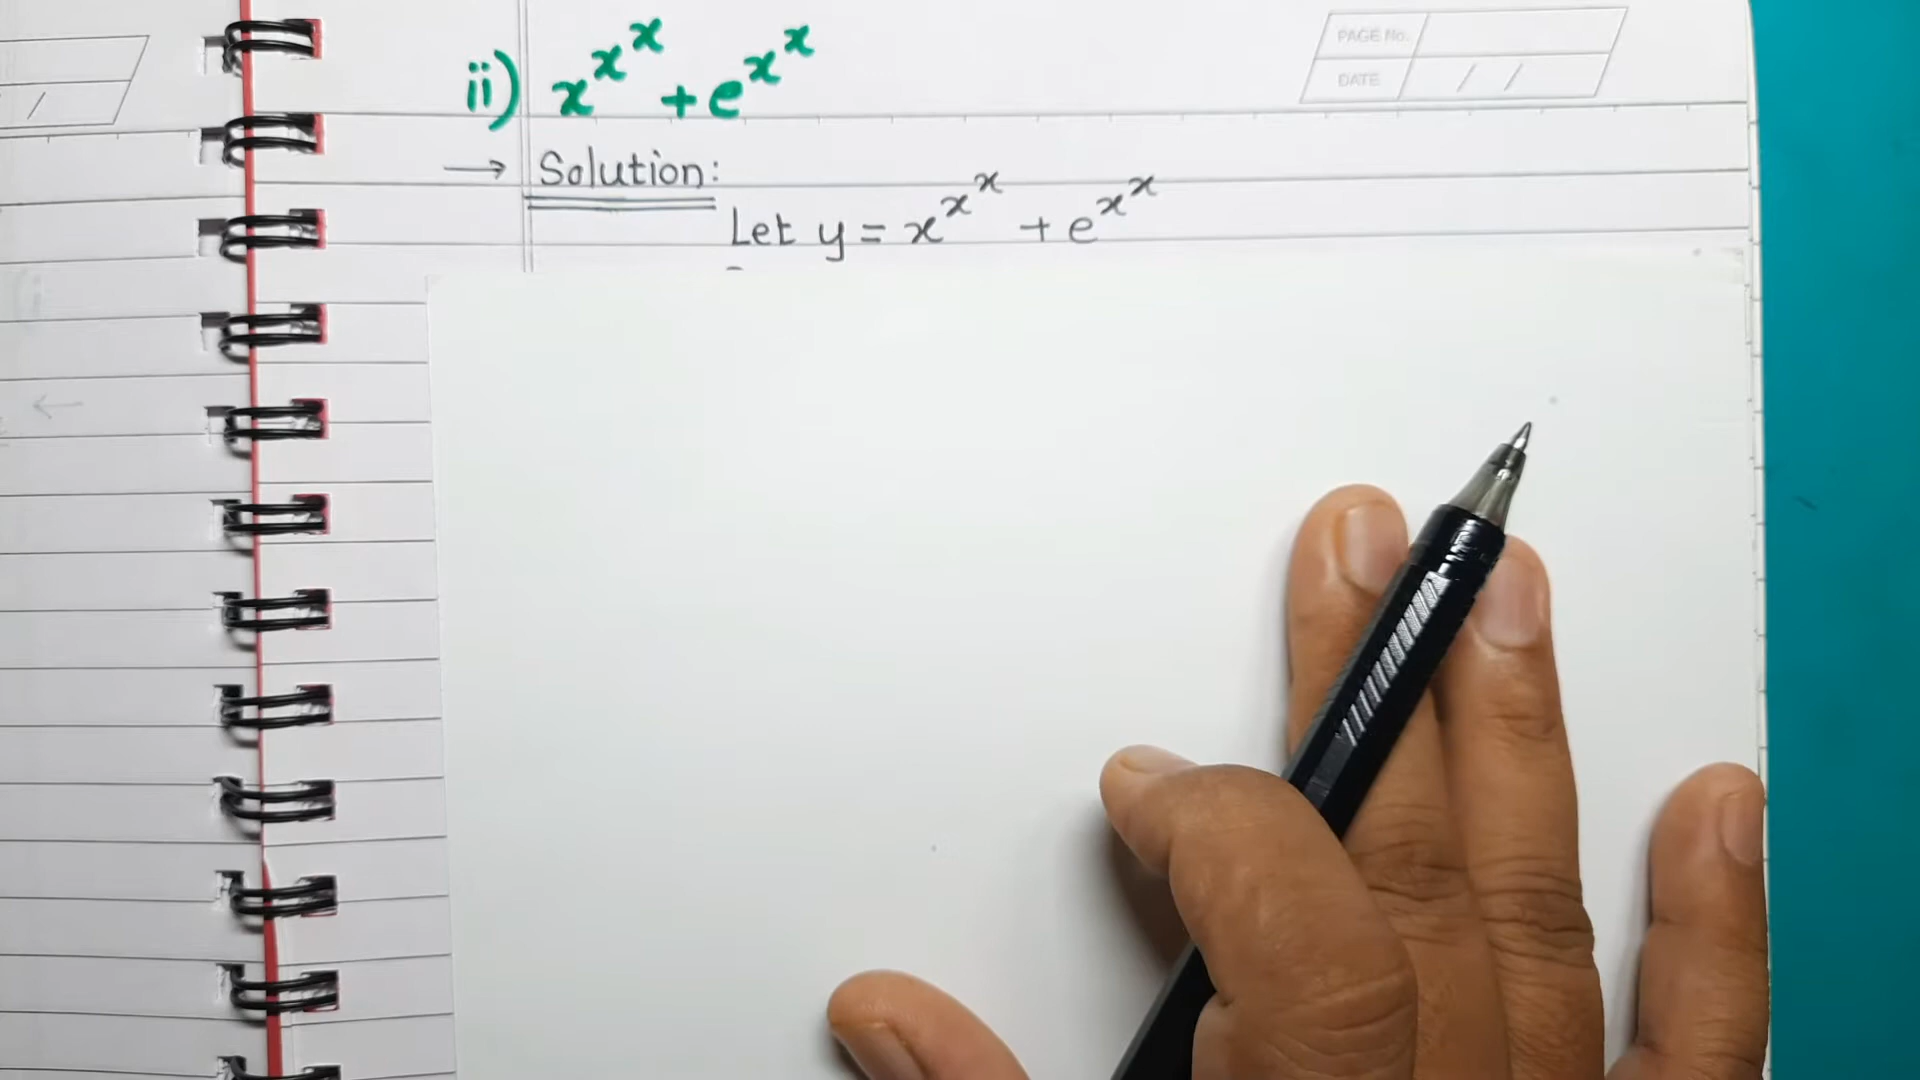 PAGE No.
DATE / /
ii) x^x^x + e^x^x
→ Solution:
Let y = x^x^x + e^x^x